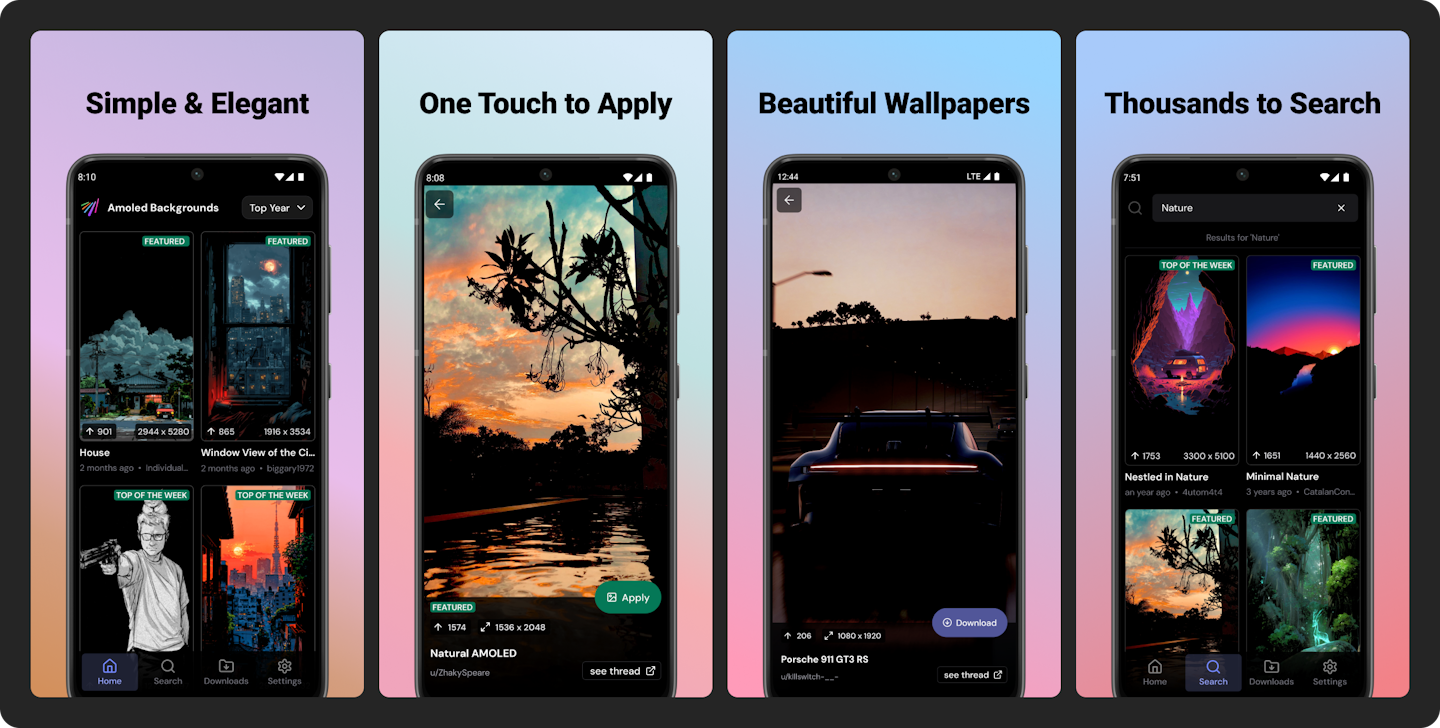 Simple & Elegant
8:10
Amoled Backgrounds
Top Year
FEATURED
FEATURED
901
2944 x 5280
865
1916 x 3534
House
Window View of the Ci...
2 months ago • Individual...
2 months ago • biggary1972
TOP OF THE WEEK
TOP OF THE WEEK
Home
Search
Downloads
Settings
One Touch to Apply
8:08
Apply
FEATURED
1574
1536 x 2048
Natural AMOLED
u/ZhakySpeare
see thread
Beautiful Wallpapers
12:44
LTE
Download
206
1080 x 1920
Porsche 911 GT3 RS
u/killswitch-__-
see thread
Thousands to Search
7:51
Nature
Results for 'Nature'
TOP OF THE WEEK
FEATURED
1753
3300 x 5100
1651
1440 x 2560
Nestled in Nature
Minimal Nature
an year ago • 4utom4t4
3 years ago • CatalanCon...
FEATURED
FEATURED
Home
Search
Downloads
Settings